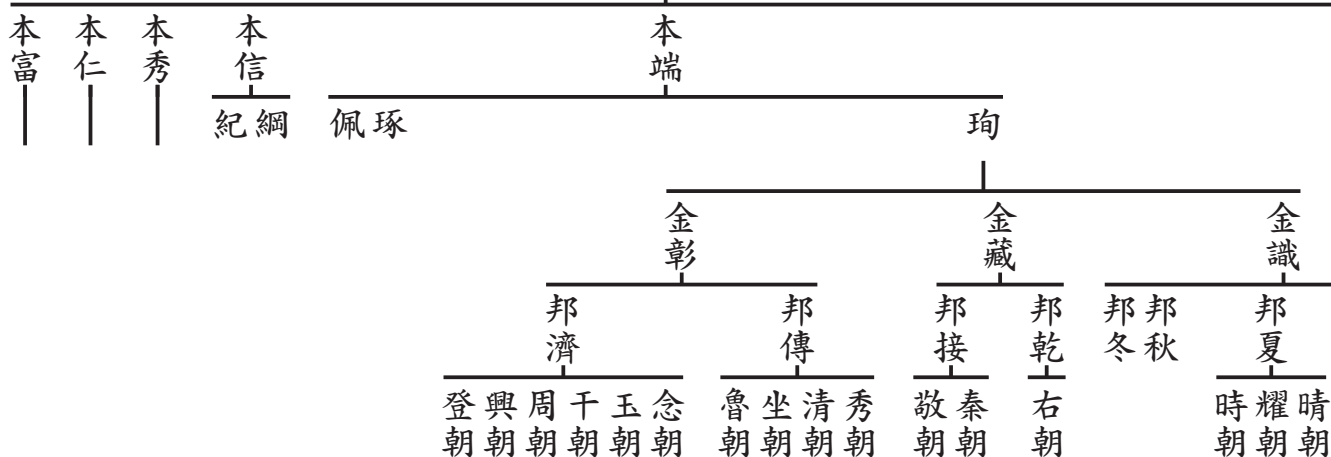 本富
本仁
本秀
本信
本端
紀
綱
佩
琢
珣
金彰
金藏
金識
邦濟
邦傳
邦接
邦乾
邦冬
邦秋
邦夏
登朝
興朝
周朝
干朝
玉朝
念朝
魯朝
坐朝
清朝
秀朝
敬朝
秦朝
右朝
時朝
耀朝
晴朝